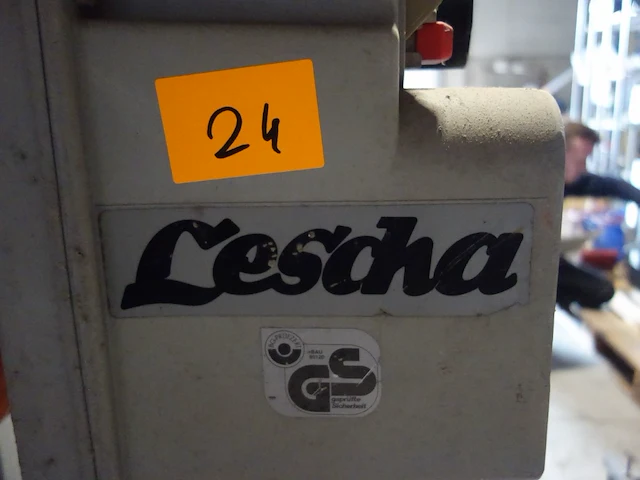 24
Lescha
GS
geprüfte
Sicherheit